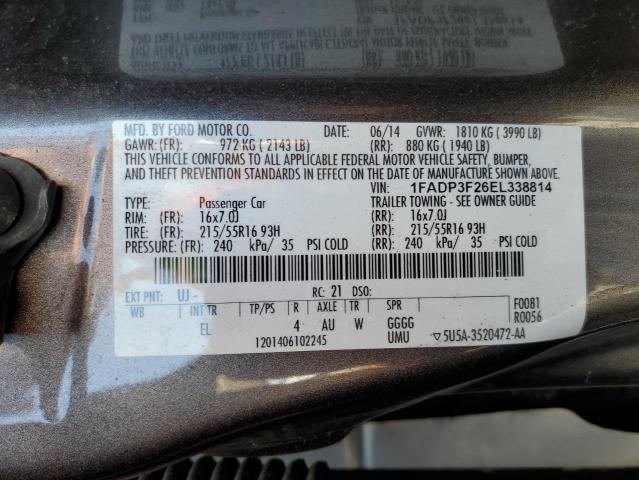 MFD. BY FORD MOTOR CO. DATE: 06/14 GVWR: 1810 KG ( 3990 LB)
GAWR: (FR): 972 KG ( 2143 LB) (RR): 880 KG ( 1940 LB)
THIS VEHICLE CONFORMS TO ALL APPLICABLE FEDERAL MOTOR VEHICLE SAFETY, BUMPER,
AND THEFT PREVENTION STANDARDS IN EFFECT ON THE DATE OF MANUFACTURE SHOWN ABOVE.
VIN: 1FADP3F26EL338814
TYPE: Passenger Car TRAILER TOWING - SEE OWNER GUIDE
RIM: (FR): 16x7.0J (RR): 16x7.0J
TIRE: (FR): 215/55R16 93H (RR): 215/55R16 93H
PRESSURE: (FR): 240 kPa/ 35 PSI COLD (RR): 240 kPa/ 35 PSI COLD
EXT PNT: UJ - RC: 21 DSO:
WB INT TR TP/PS R AXLE TR SPR F00B1
EL 4 AU W GGGG R0056
1201406102245 UMU ▽5U5A-3520472-AA